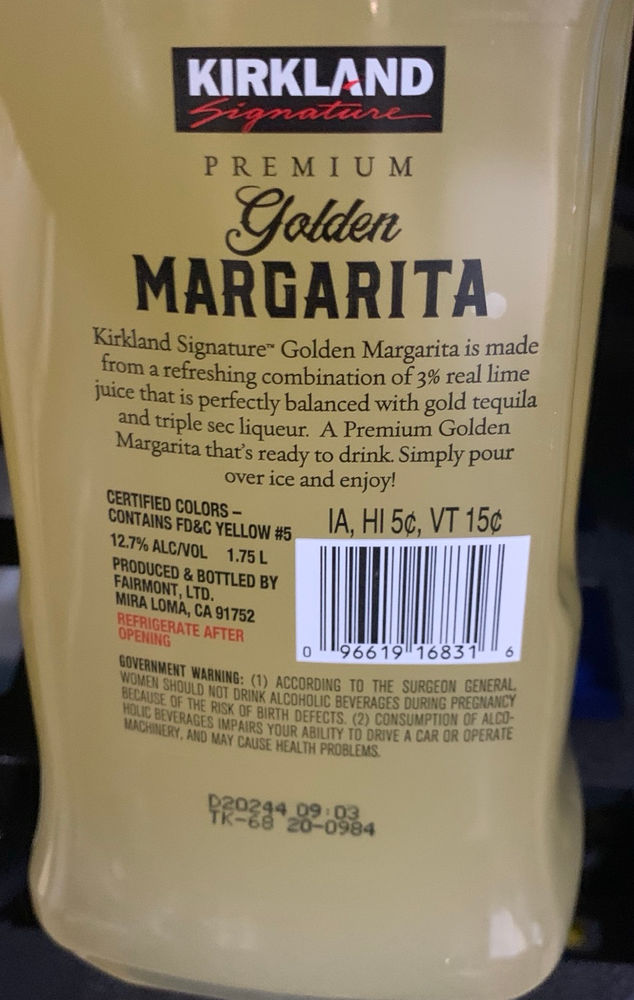 KIRKLAND
Signature
PREMIUM
Golden
MARGARITA
Kirkland Signature™ Golden Margarita is made
from a refreshing combination of 3% real lime
juice that is perfectly balanced with gold tequila
and triple sec liqueur. A Premium Golden
Margarita that's ready to drink. Simply pour
over ice and enjoy!
CERTIFIED COLORS –
CONTAINS FD&C YELLOW #5
12.7% ALC/VOL 1.75 L
PRODUCED & BOTTLED BY
FAIRMONT, LTD.
MIRA LOMA, CA 91752
REFRIGERATE AFTER
OPENING
IA, HI 5¢, VT 15¢
0 96619 16831 6
GOVERNMENT WARNING: (1) ACCORDING TO THE SURGEON GENERAL,
WOMEN SHOULD NOT DRINK ALCOHOLIC BEVERAGES DURING PREGNANCY
BECAUSE OF THE RISK OF BIRTH DEFECTS. (2) CONSUMPTION OF ALCO-
HOLIC BEVERAGES IMPAIRS YOUR ABILITY TO DRIVE A CAR OR OPERATE
MACHINERY, AND MAY CAUSE HEALTH PROBLEMS.
D20244 09:03
TK-68 20-0984